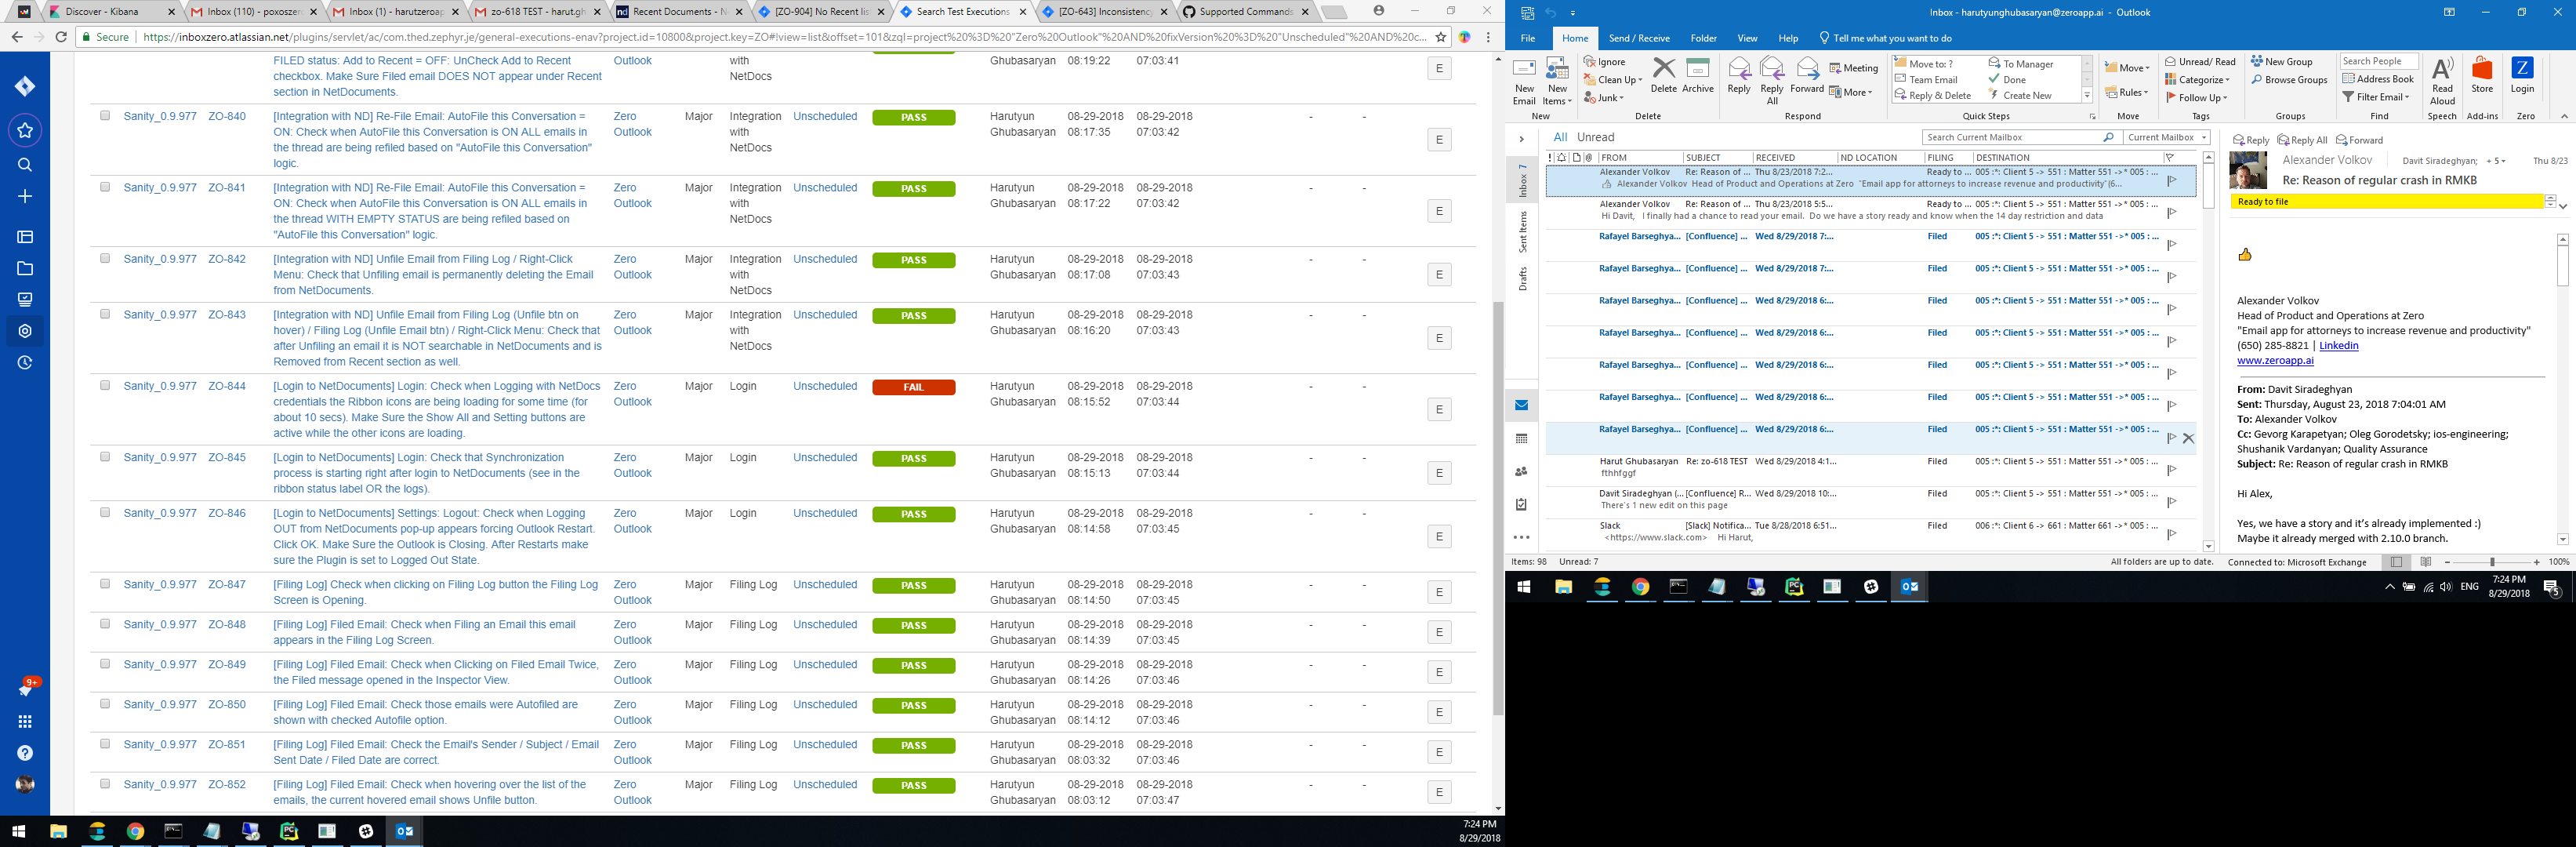 Discover - Kibana
Inbox (110) - poxoszer
Inbox (1) - harutzeroap
zo-618 TEST - harut.gh
Recent Documents - N
[ZO-904] No Recent lis
Search Test Executions
[ZO-643] Inconsistency
Supported Commands
Secure
https://inboxzero.atlassian.net/plugins/servlet/ac/com.thed.zephyr.je/general-executions-enav?project.id=10800&project.key=ZO#!view=list&offset=101&zql=project%20%3D%20"Zero%20Outlook"%20AND%20fixVersion%20%3D%20"Unscheduled"%20AND%20c...
FILED status: Add to Recent = OFF: UnCheck Add to Recent
checkbox. Make Sure Filed email DOES NOT appear under Recent
section in NetDocuments.
Outlook
with
NetDocs
Ghubasaryan 08:19:22 07:03:41
E
Sanity_0.9.977 ZO-840
[Integration with ND] Re-File Email: AutoFile this Conversation =
ON: Check when AutoFile this Conversation is ON ALL emails in
the thread are being refiled based on "AutoFile this Conversation"
logic.
Zero
Outlook
Major
Integration
with
NetDocs
Unscheduled
PASS
Harutyun
Ghubasaryan
08-29-2018
08:17:35
08-29-2018
07:03:42
- -
E
Sanity_0.9.977 ZO-841
[Integration with ND] Re-File Email: AutoFile this Conversation =
ON: Check when AutoFile this Conversation is ON ALL emails in
the thread WITH EMPTY STATUS are being refiled based on
"AutoFile this Conversation" logic.
Zero
Outlook
Major
Integration
with
NetDocs
Unscheduled
PASS
Harutyun
Ghubasaryan
08-29-2018
08:17:22
08-29-2018
07:03:42
- -
E
Sanity_0.9.977 ZO-842
[Integration with ND] Unfile Email from Filing Log / Right-Click
Menu: Check that Unfiling email is permanently deleting the Email
from NetDocuments.
Zero
Outlook
Major
Integration
with
NetDocs
Unscheduled
PASS
Harutyun
Ghubasaryan
08-29-2018
08:17:08
08-29-2018
07:03:43
- -
E
Sanity_0.9.977 ZO-843
[Integration with ND] Unfile Email from Filing Log (Unfile btn on
hover) / Filing Log (Unfile Email btn) / Right-Click Menu: Check that
after Unfiling an email it is NOT searchable in NetDocuments and is
Removed from Recent section as well.
Zero
Outlook
Major
Integration
with
NetDocs
Unscheduled
PASS
Harutyun
Ghubasaryan
08-29-2018
08:16:20
08-29-2018
07:03:43
- -
E
Sanity_0.9.977 ZO-844
[Login to NetDocuments] Login: Check when Logging with NetDocs
credentials the Ribbon icons are being loading for some time (for
about 10 secs). Make Sure the Show All and Setting buttons are
active while the other icons are loading.
Zero
Outlook
Major
Login
Unscheduled
FAIL
Harutyun
Ghubasaryan
08-29-2018
08:15:52
08-29-2018
07:03:44
- -
E
Sanity_0.9.977 ZO-845
[Login to NetDocuments] Login: Check that Synchronization
process is starting right after login to NetDocuments (see in the
ribbon status label OR the logs).
Zero
Outlook
Major
Login
Unscheduled
PASS
Harutyun
Ghubasaryan
08-29-2018
08:15:13
08-29-2018
07:03:44
- -
E
Sanity_0.9.977 ZO-846
[Login to NetDocuments] Settings: Logout: Check when Logging
OUT from NetDocuments pop-up appears forcing Outlook Restart.
Click OK. Make Sure the Outlook is Closing. After Restarts make
sure the Plugin is set to Logged Out State.
Zero
Outlook
Major
Login
Unscheduled
PASS
Harutyun
Ghubasaryan
08-29-2018
08:14:58
08-29-2018
07:03:45
- -
E
Sanity_0.9.977 ZO-847
[Filing Log] Check when clicking on Filing Log button the Filing Log
Screen is Opening.
Zero
Outlook
Major
Filing Log
Unscheduled
PASS
Harutyun
Ghubasaryan
08-29-2018
08:14:50
08-29-2018
07:03:45
- -
E
Sanity_0.9.977 ZO-848
[Filing Log] Filed Email: Check when Filing an Email this email
appears in the Filing Log Screen.
Zero
Outlook
Major
Filing Log
Unscheduled
PASS
Harutyun
Ghubasaryan
08-29-2018
08:14:39
08-29-2018
07:03:45
- -
E
Sanity_0.9.977 ZO-849
[Filing Log] Filed Email: Check when Clicking on Filed Email Twice,
the Filed message opened in the Inspector View.
Zero
Outlook
Major
Filing Log
Unscheduled
PASS
Harutyun
Ghubasaryan
08-29-2018
08:14:26
08-29-2018
07:03:46
- -
E
Sanity_0.9.977 ZO-850
[Filing Log] Filed Email: Check those emails were Autofiled are
shown with checked Autofile option.
Zero
Outlook
Major
Filing Log
Unscheduled
PASS
Harutyun
Ghubasaryan
08-29-2018
08:14:12
08-29-2018
07:03:46
- -
E
Sanity_0.9.977 ZO-851
[Filing Log] Filed Email: Check the Email's Sender / Subject / Email
Sent Date / Filed Date are correct.
Zero
Outlook
Major
Filing Log
Unscheduled
PASS
Harutyun
Ghubasaryan
08-29-2018
08:03:32
08-29-2018
07:03:46
- -
E
Sanity_0.9.977 ZO-852
[Filing Log] Filed Email: Check when hovering over the list of the
emails, the current hovered email shows Unfile button.
Zero
Outlook
Major
Filing Log
Unscheduled
PASS
Harutyun
Ghubasaryan
08-29-2018
08:03:12
08-29-2018
07:03:47
- -
E
9+
7:24 PM
8/29/2018
Inbox - harutyunghubasaryan@zeroapp.ai - Outlook
File Home Send / Receive Folder View Help Tell me what you want to do
New
Email
New
Items
New
Ignore
Clean Up
Junk
Delete
Archive
Delete
Reply
Reply
All
Forward
Meeting
More
Respond
Move to: ?
Team Email
Reply & Delete
To Manager
Done
Create New
Quick Steps
Move
Rules
Move
Unread/ Read
Categorize
Follow Up
Tags
New Group
Browse Groups
Groups
Search People
Address Book
Filter Email
Find
Read
Aloud
Speech
Store
Add-ins
Z
Login
Zero
Inbox 7
Sent Items
Drafts
All Unread
Search Current Mailbox
Current Mailbox
FROM SUBJECT RECEIVED ND LOCATION FILING DESTINATION
Alexander Volkov Re: Reason of ... Thu 8/23/2018 7:2... Ready to ... 005 :*: Client 5 -> 551 : Matter 551 ->* 005 : ...
Alexander Volkov Head of Product and Operations at Zero "Email app for attorneys to increase revenue and productivity"(6...
Alexander Volkov Re: Reason of ... Thu 8/23/2018 5:5... Ready to ... 005 :*: Client 5 -> 551 : Matter 551 ->* 005 : ...
Hi Davit, I finally had a chance to read your email. Do we have a story ready and know when the 14 day restriction and data
Rafayel Barseghya... [Confluence] ... Wed 8/29/2018 7:... Filed 005 :*: Client 5 -> 551 : Matter 551 ->* 005 : ...
Rafayel Barseghya... [Confluence] ... Wed 8/29/2018 7:... Filed 005 :*: Client 5 -> 551 : Matter 551 ->* 005 : ...
Rafayel Barseghya... [Confluence] ... Wed 8/29/2018 6:... Filed 005 :*: Client 5 -> 551 : Matter 551 ->* 005 : ...
Rafayel Barseghya... [Confluence] ... Wed 8/29/2018 6:... Filed 005 :*: Client 5 -> 551 : Matter 551 ->* 005 : ...
Rafayel Barseghya... [Confluence] ... Wed 8/29/2018 6:... Filed 005 :*: Client 5 -> 551 : Matter 551 ->* 005 : ...
Rafayel Barseghya... [Confluence] ... Wed 8/29/2018 6:... Filed 005 :*: Client 5 -> 551 : Matter 551 ->* 005 : ...
Rafayel Barseghya... [Confluence] ... Wed 8/29/2018 6:... Filed 005 :*: Client 5 -> 551 : Matter 551 ->* 005 : ...
Harut Ghubasaryan Re: zo-618 TEST Wed 8/29/2018 4:1... Filed 005 :*: Client 5 -> 551 : Matter 551 ->* 005 : ...
fthhfggf
Davit Siradeghyan (... [Confluence] R... Wed 8/29/2018 10:... Filed 005 :*: Client 5 -> 551 : Matter 551 ->* 005 : ...
There's 1 new edit on this page
Slack [Slack] Notifica... Tue 8/28/2018 6:51... Filed 006 :*: Client 6 -> 661 : Matter 661 ->* 005 : ...
<https://www.slack.com> Hi Harut,
Items: 98 Unread: 7
All folders are up to date. Connected to: Microsoft Exchange
100%
Reply Reply All Forward
Alexander Volkov
Davit Siradeghyan; + 5
Thu 8/23
Re: Reason of regular crash in RMKB
Ready to file
Alexander Volkov
Head of Product and Operations at Zero
"Email app for attorneys to increase revenue and productivity"
(650) 285-8821 | Linkedin
www.zeroapp.ai
From: Davit Siradeghyan
Sent: Thursday, August 23, 2018 7:04:01 AM
To: Alexander Volkov
Cc: Gevorg Karapetyan; Oleg Gorodetsky; ios-engineering;
Shushanik Vardanyan; Quality Assurance
Subject: Re: Reason of regular crash in RMKB
Hi Alex,
Yes, we have a story and it's already implemented :)
Maybe it already merged with 2.10.0 branch.
ENG
7:24 PM
8/29/2018
5